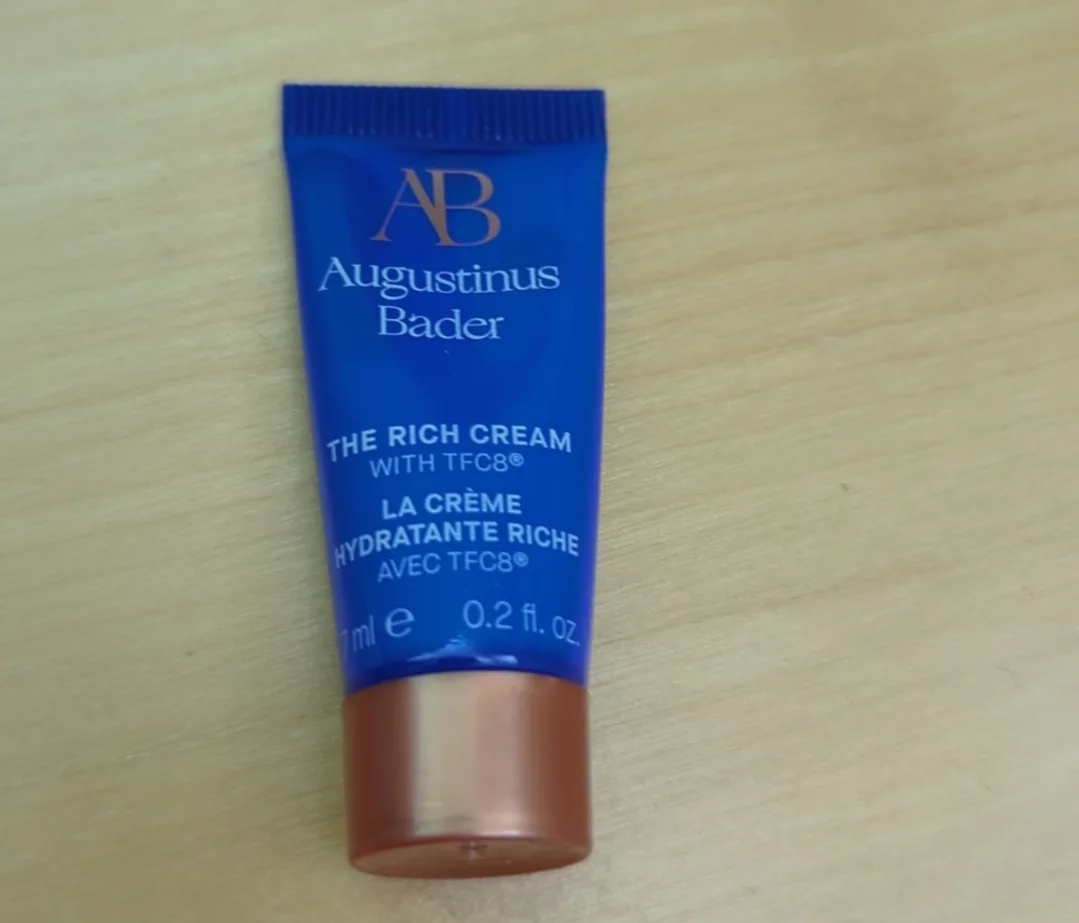 AB
Augustinus
Bader
THE RICH CREAM
WITH TFC8®
LA CRÈME
HYDRATANTE RICHE
AVEC TFC8®
7 ml e 0.2 fl. oz.